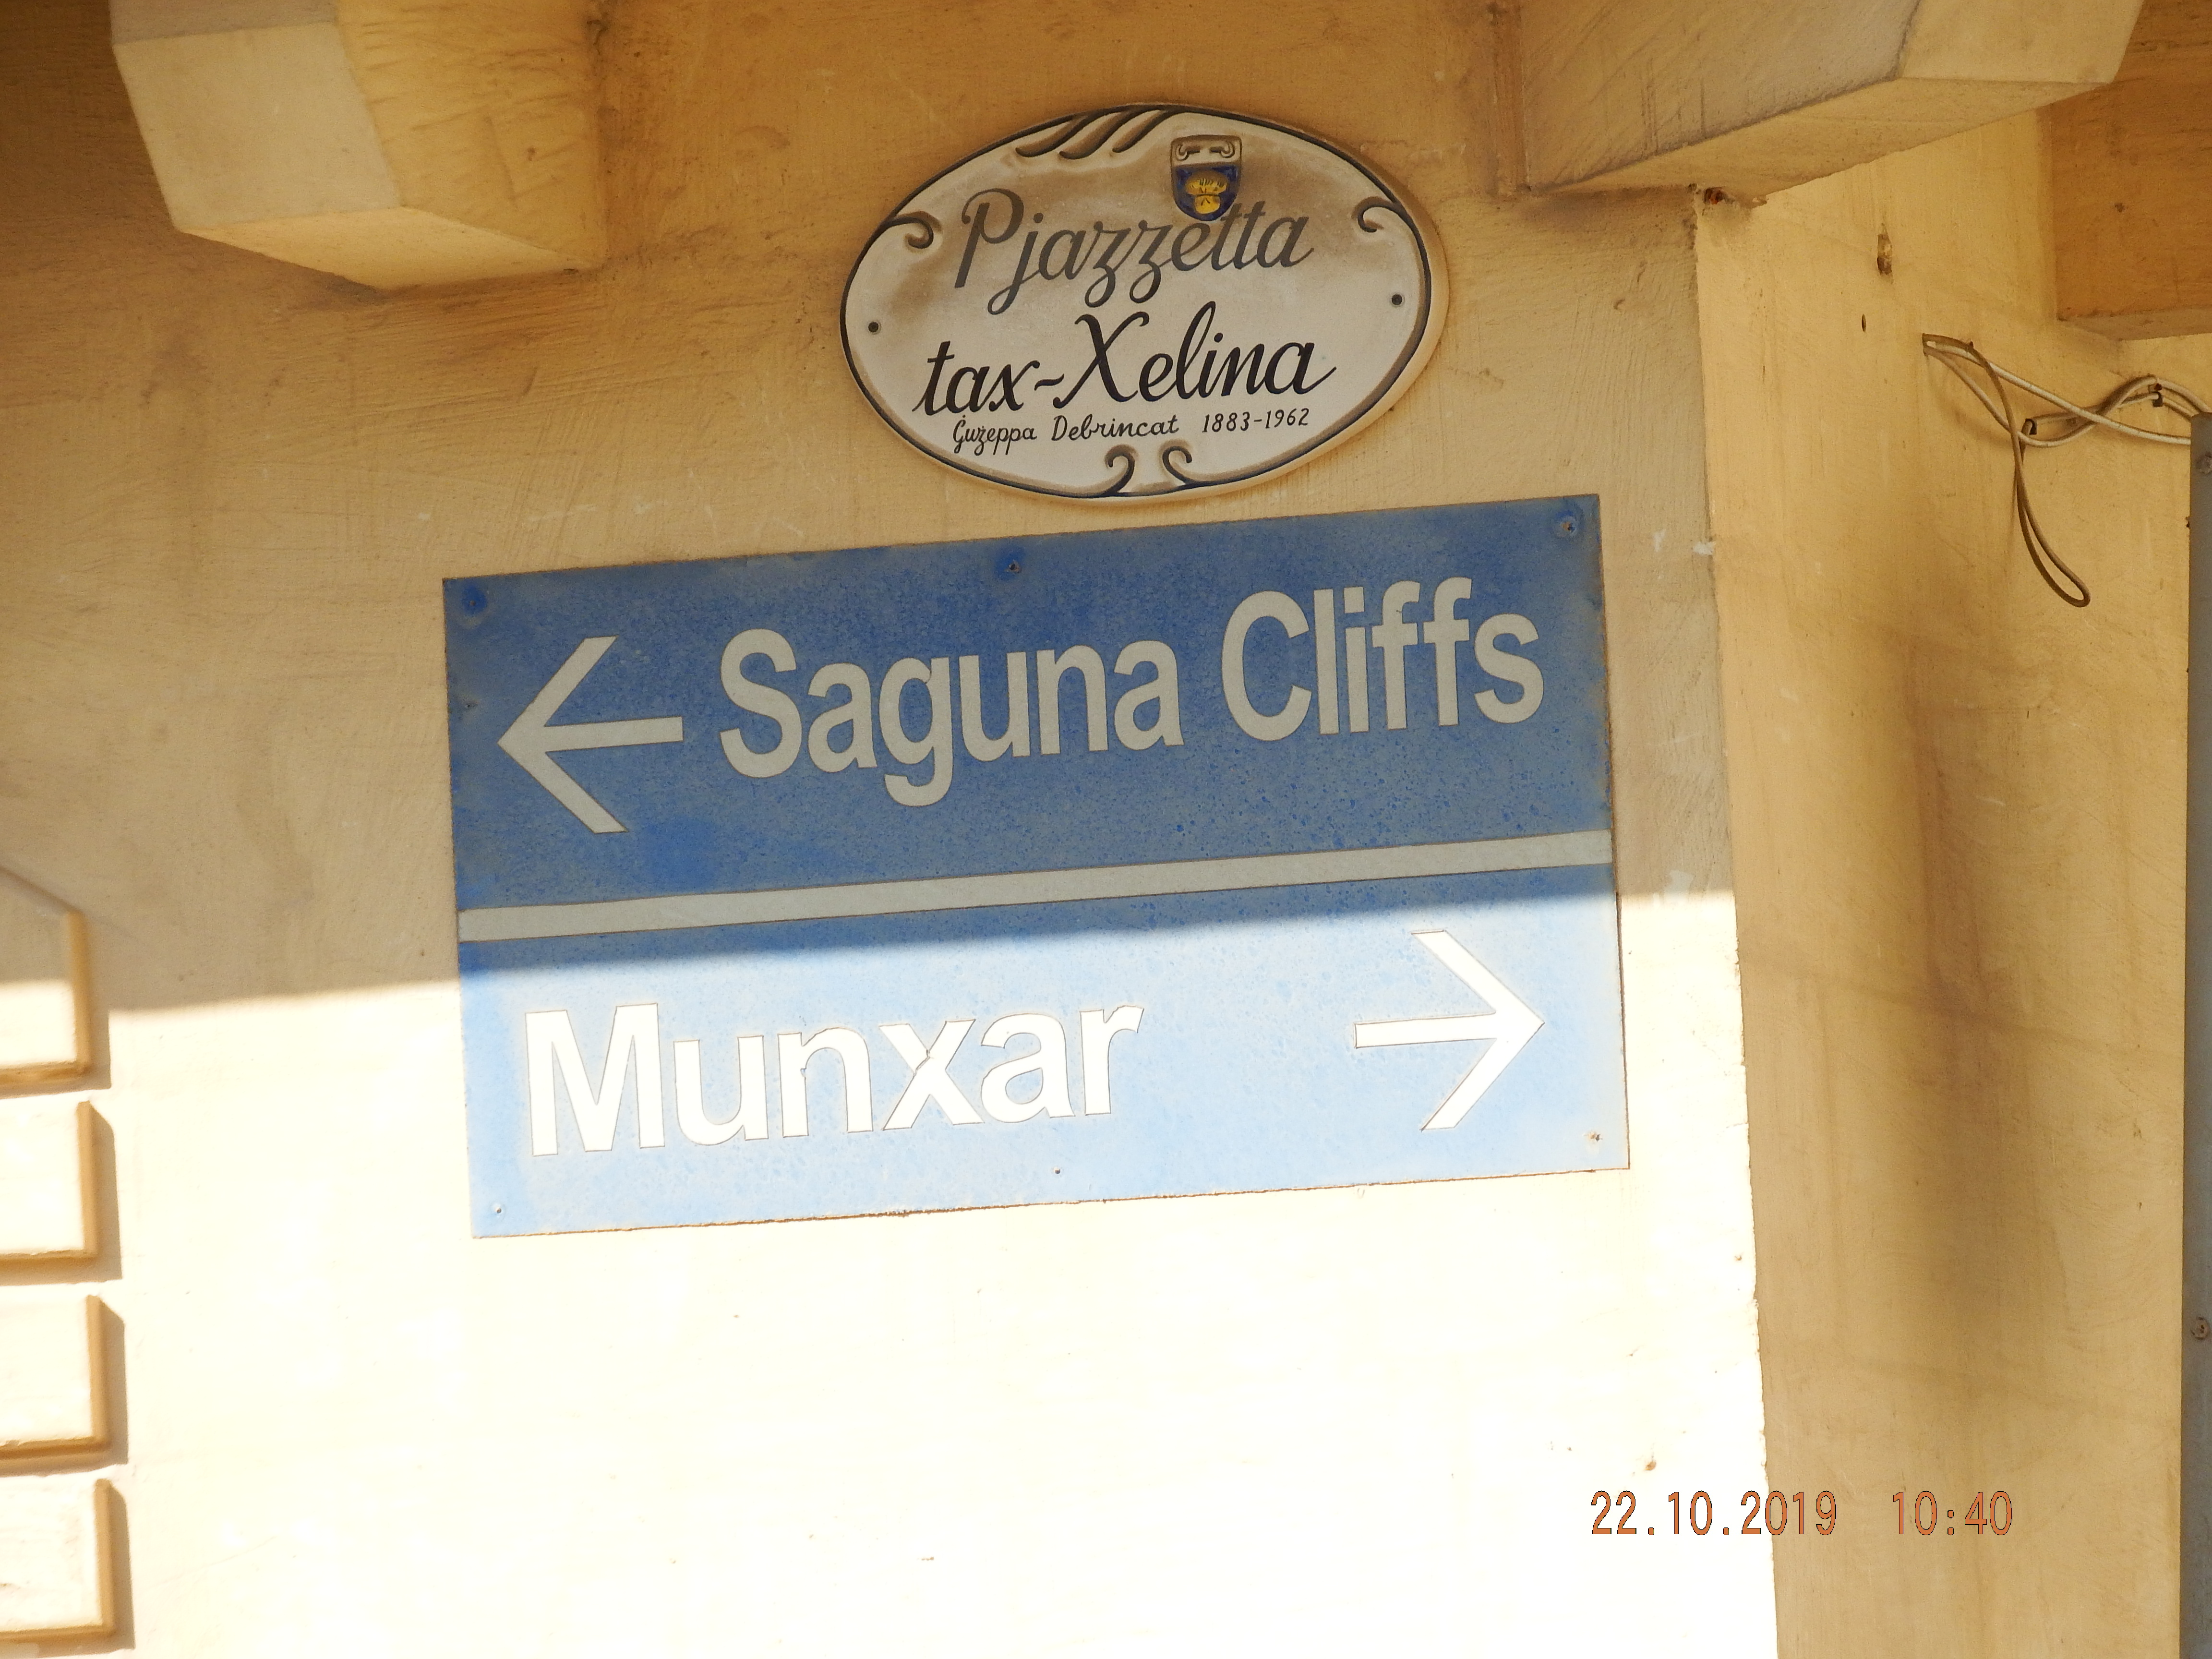 Pjazzetta
tax-Xelina
Ġużeppa Debrincat 1883-1962
← Saguna Cliffs
Munxar →
22.10.2019 10:40